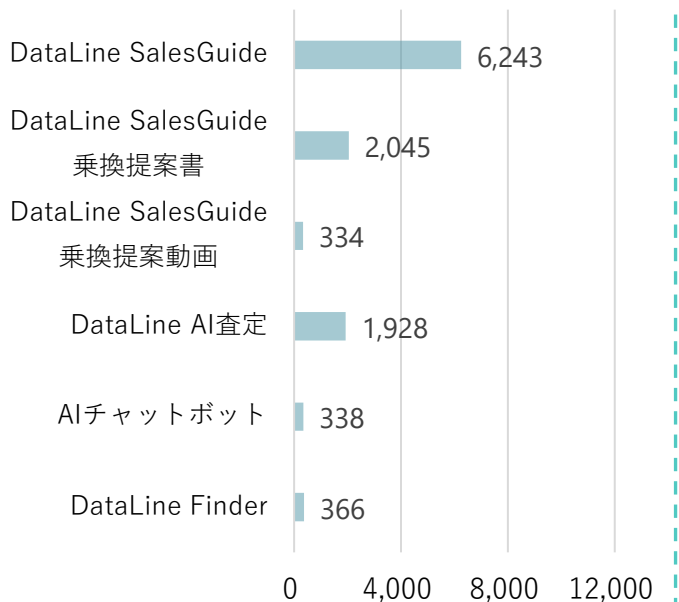 DataLine SalesGuide
6,243
DataLine SalesGuide
乗換提案書
2,045
DataLine SalesGuide
乗換提案動画
334
DataLine AI査定
1,928
AIチャットボット
338
DataLine Finder
366
0 4,000 8,000 12,000